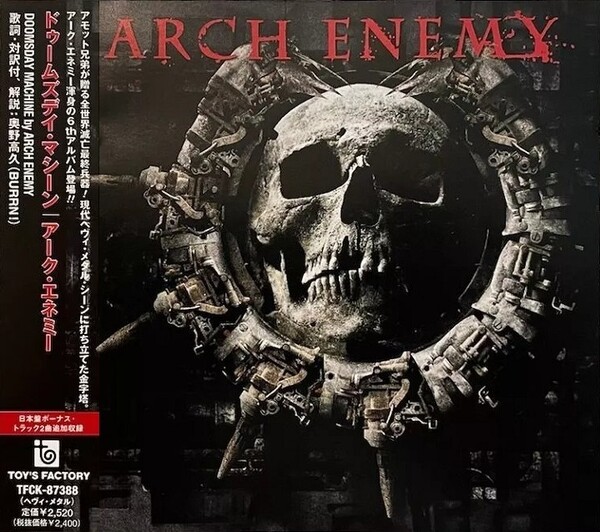 ARCH ENEMY
アモット兄弟が贈る全世界滅亡最終兵器！現代ヘヴィ・メタル・シーンに打ち立てた金字塔。
アーク・エネミー渾身の6thアルバム登場!!
ドゥームズデイ・マシーン｜アーク・エネミー
DOOMSDAY MACHINE by ARCH ENEMY
歌詞・対訳付、解説：奥野高久（BURRN!）
日本盤ボーナス・
トラック2曲追加収録
TOY'S FACTORY
TFCK-87388
（ヘヴィ・メタル）
定価￥2,520
（税抜価格￥2,400）